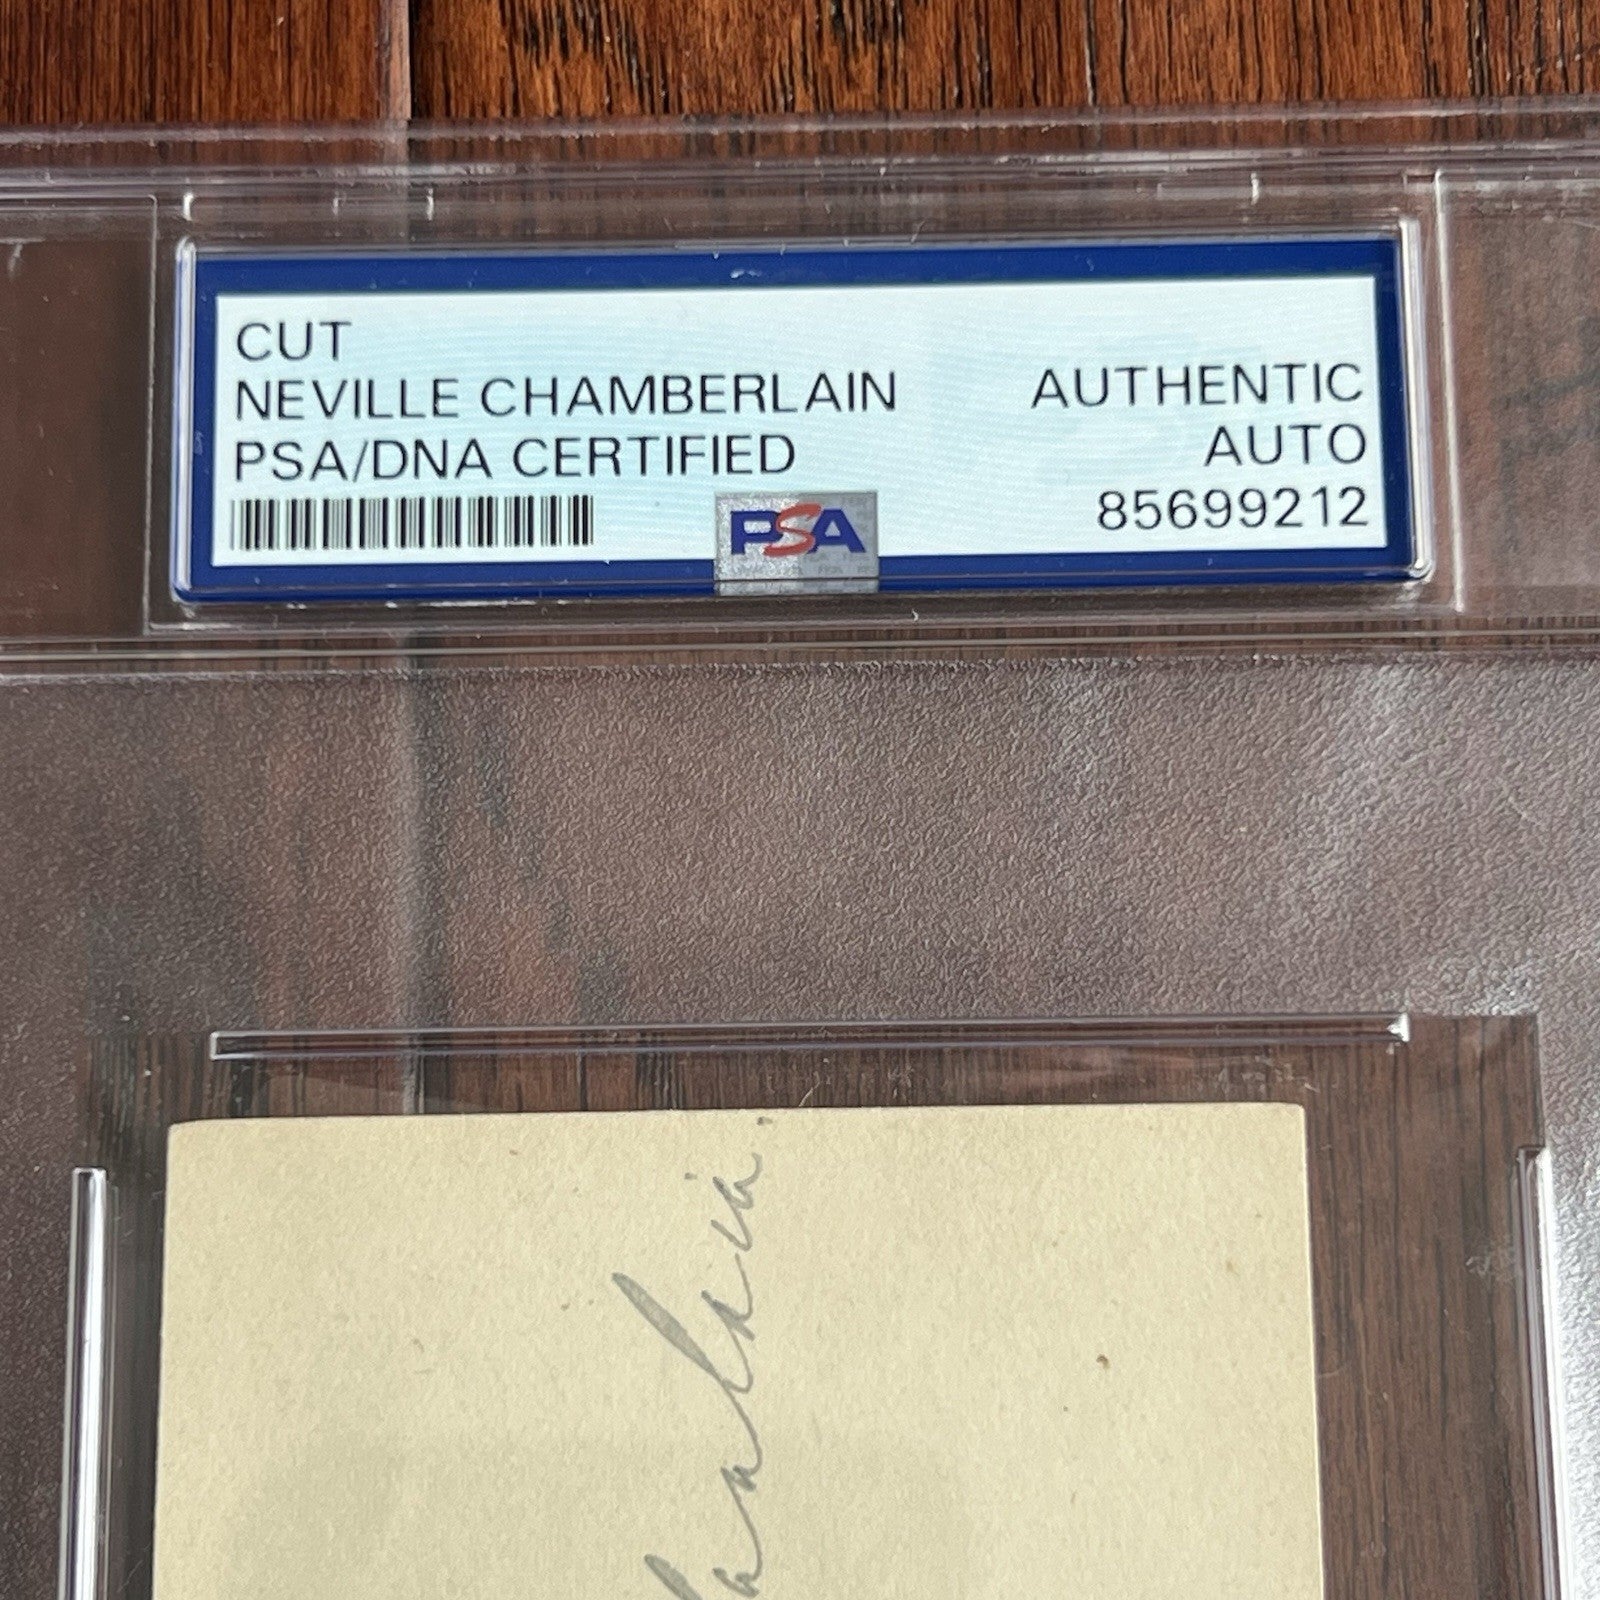 CUT
NEVILLE CHAMBERLAIN
PSA/DNA CERTIFIED
AUTHENTIC
AUTO
85699212
PSA